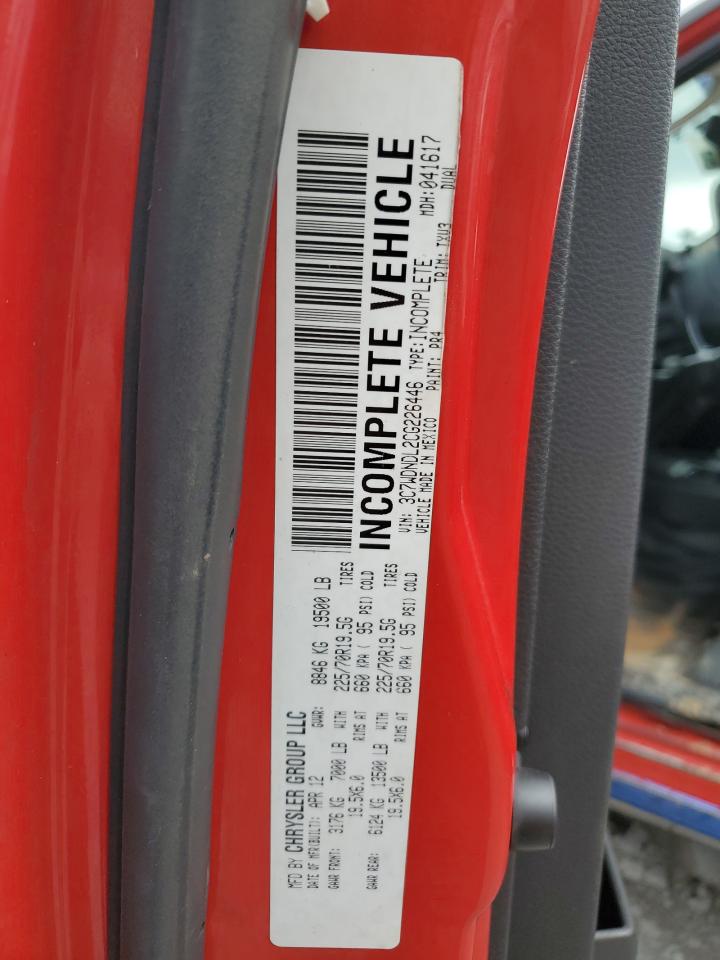 MFD BY CHRYSLER GROUP LLC
DATE OF MFR(BUILT): APR 12 GVWR: 8846 KG 19500 LB
GAWR FRONT: 3176 KG 7000 LB WITH 225/70R19.5G TIRES
19.5X6.0 RIMS AT 660 KPA ( 95 PSI) COLD
GAWR REAR: 6124 KG 13500 LB WITH 225/70R19.5G TIRES
19.5X6.0 RIMS AT 660 KPA ( 95 PSI) COLD
INCOMPLETE VEHICLE
VIN: 3C7WDNDL2CG226446 TYPE:INCOMPLETE MDH:041617
VEHICLE MADE IN MEXICO PAINT: PR4 TRIM: TXU3 DUAL